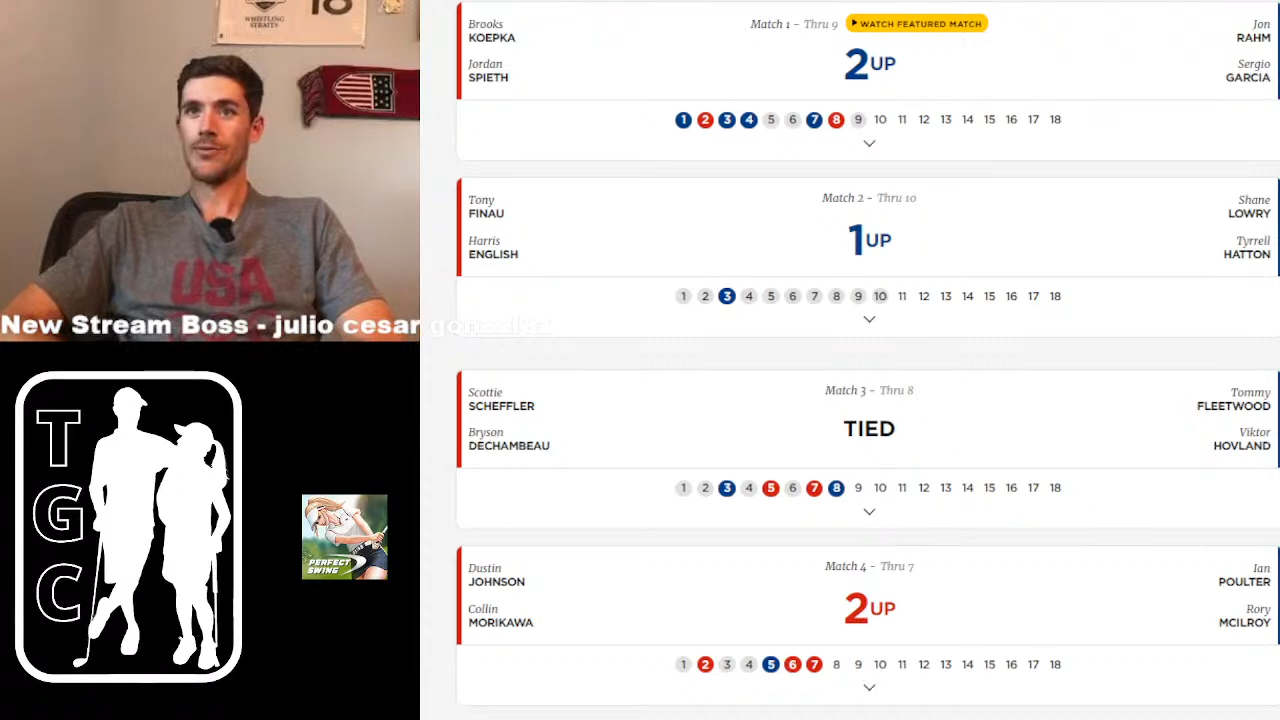 WHISTLING
STRAITS
10
USA
New Stream Boss - julio cesar
T
G
C
PERFECT
SWING
Brooks
KOEPKA
Jordan
SPIETH
Match 1 - Thru 9
WATCH FEATURED MATCH
2UP
Jon
RAHM
Sergio
GARCIA
1 2 3 4 5 6 7 8 9 10 11 12 13 14 15 16 17 18
Tony
FINAU
Harris
ENGLISH
Match 2 - Thru 10
1UP
Shane
LOWRY
Tyrrell
HATTON
1 2 3 4 5 6 7 8 9 10 11 12 13 14 15 16 17 18
Scottie
SCHEFFLER
Bryson
DECHAMBEAU
Match 3 - Thru 8
TIED
Tommy
FLEETWOOD
Viktor
HOVLAND
1 2 3 4 5 6 7 8 9 10 11 12 13 14 15 16 17 18
Dustin
JOHNSON
Collin
MORIKAWA
Match 4 - Thru 7
2UP
Ian
POULTER
Rory
MCILROY
1 2 3 4 5 6 7 8 9 10 11 12 13 14 15 16 17 18